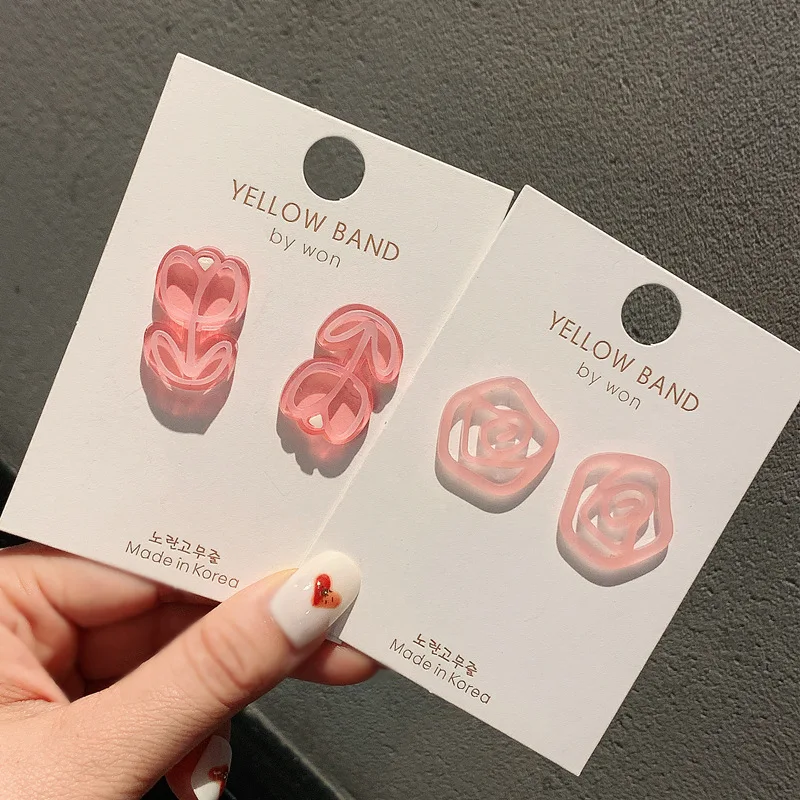 YELLOW BAND
by won
노란고무줄
Made in Korea
YELLOW BAND
by won
노란고무줄
Made in Korea